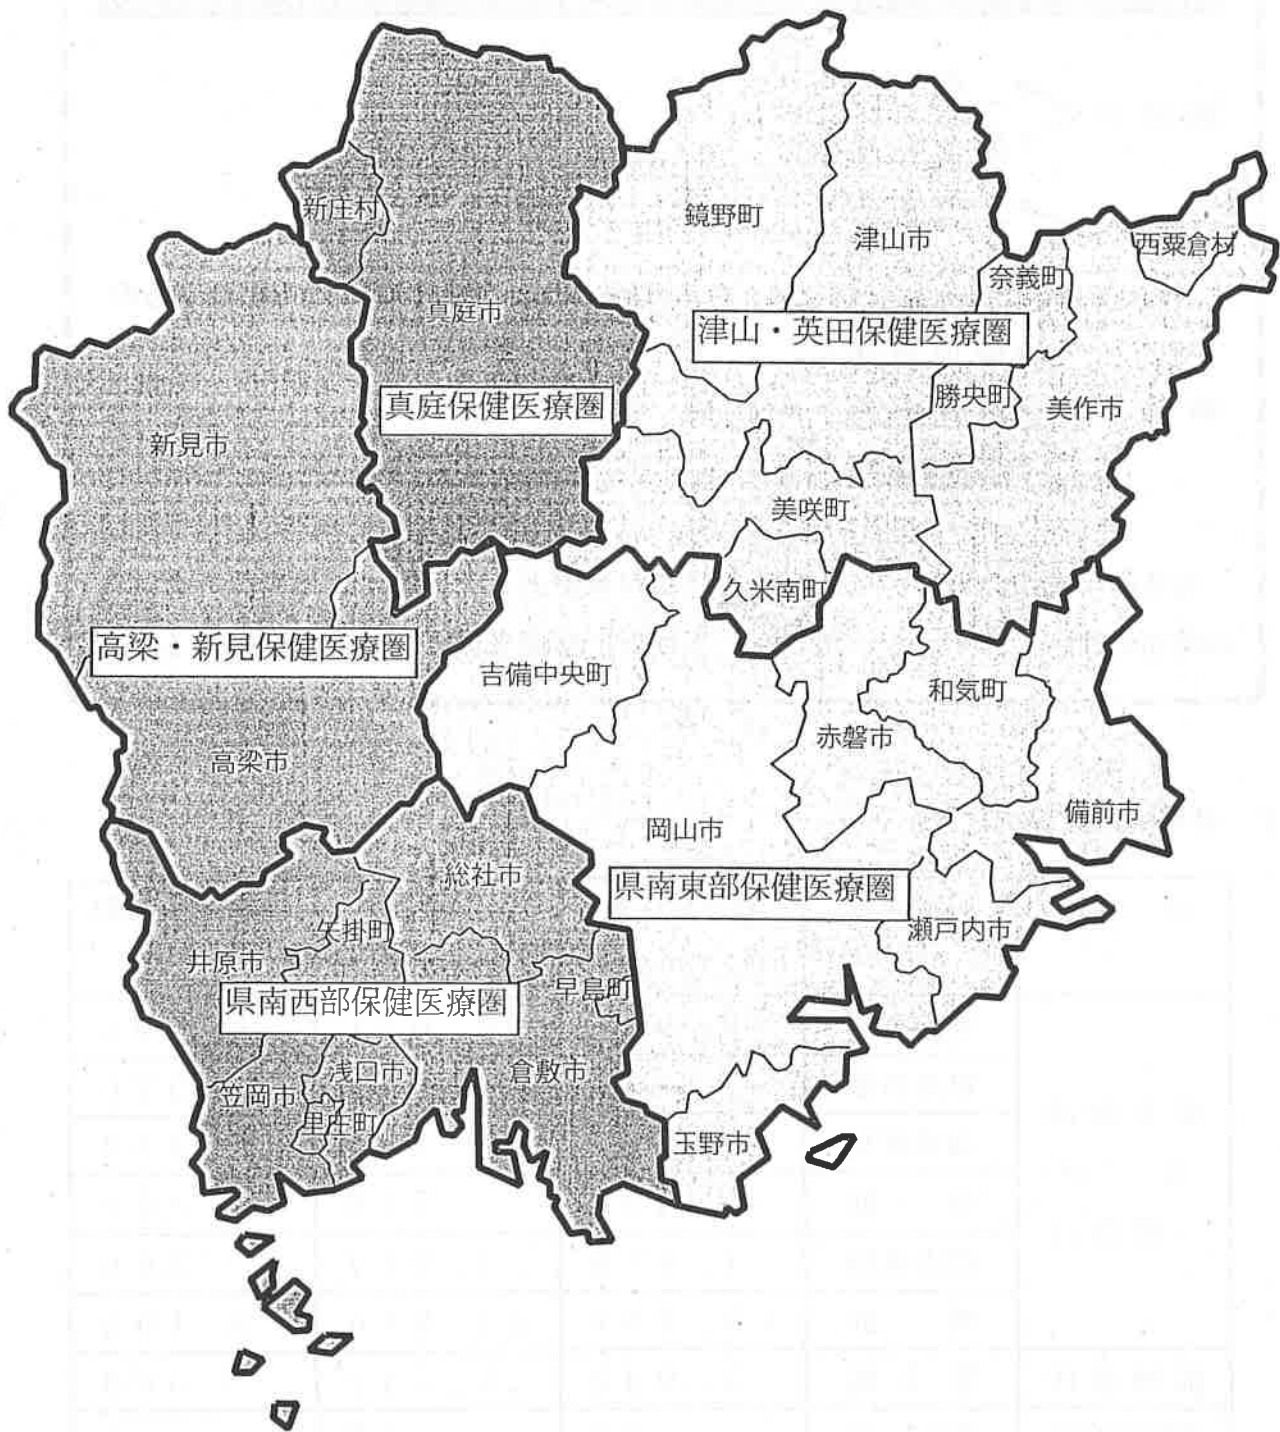 新庄村
鏡野町
津山市
西粟倉村
奈義町
真庭市
津山・英田保健医療圏
真庭保健医療圏
勝央町
美作市
新見市
美咲町
久米南町
高梁・新見保健医療圏
吉備中央町
和気町
赤磐市
高梁市
備前市
岡山市
総社市
県南東部保健医療圏
矢掛町
瀬戸内市
井原市
早島町
県南西部保健医療圏
浅口市
倉敷市
笠岡市
里庄町
玉野市